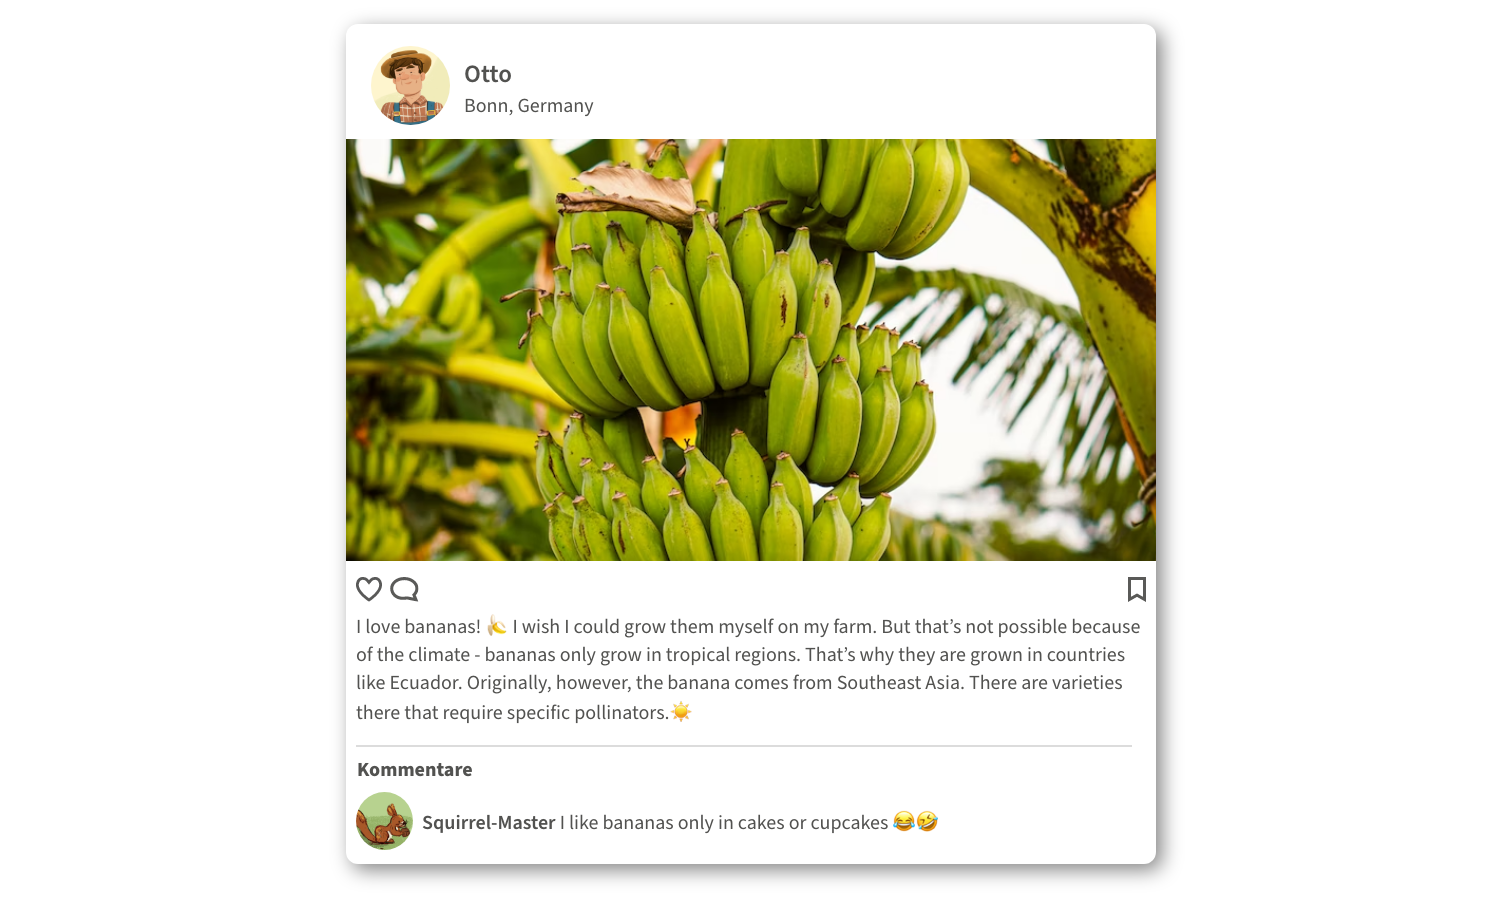 Otto
Bonn, Germany
I love bananas! 🍌 I wish I could grow them myself on my farm. But that’s not possible because
of the climate - bananas only grow in tropical regions. That’s why they are grown in countries
like Ecuador. Originally, however, the banana comes from Southeast Asia. There are varieties
there that require specific pollinators.☀️
Kommentare
Squirrel-Master I like bananas only in cakes or cupcakes 😂🤣